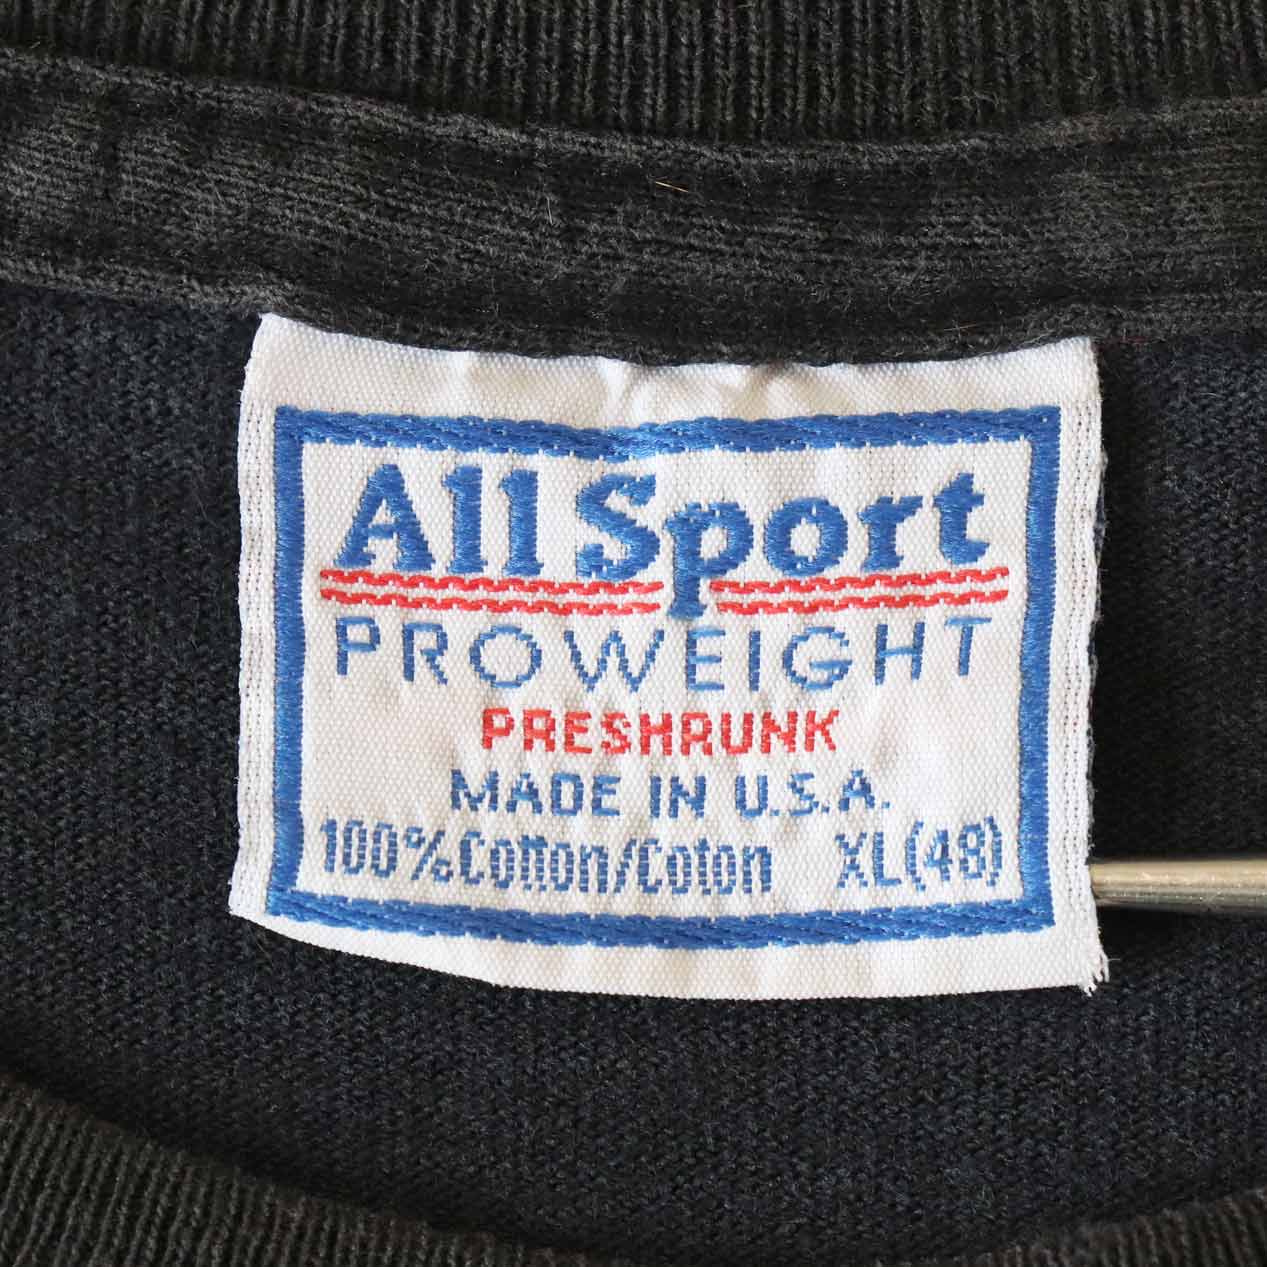 All Sport
PROWEIGHT
PRESHRUNK
MADE IN U.S.A.
100% Cotton/Coton XL(48)